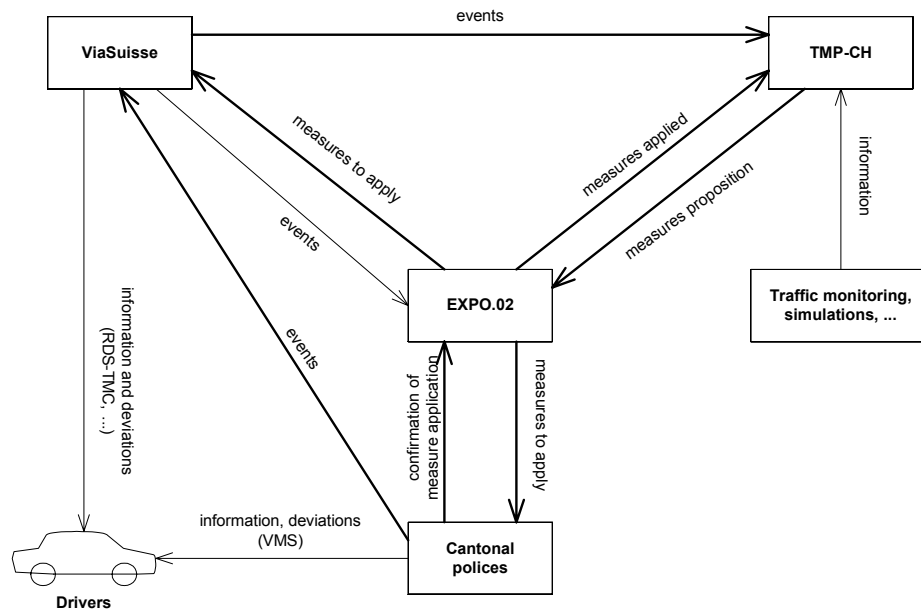 events
ViaSuisse
TMP-CH
measures to apply
measures applied
measures proposition
information
events
EXPO.02
Traffic monitoring,
simulations, ...
information and deviations
(RDS-TMC, ...)
events
confirmation of
measure application
measures to
apply
information, deviations
(VMS)
Cantonal
polices
Drivers